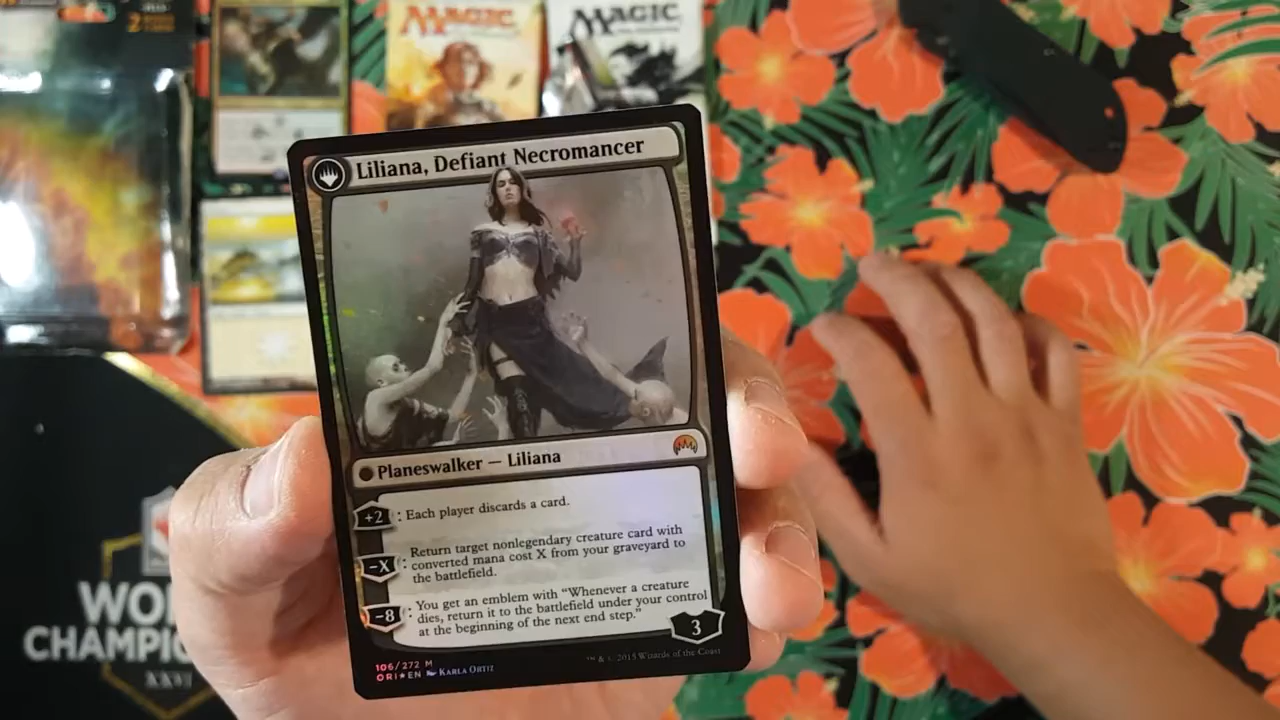 2
MAGIC
MAGIC
Liliana, Defiant Necromancer
Planeswalker — Liliana
+2 : Each player discards a card.
-X : Return target nonlegendary creature card with
converted mana cost X from your graveyard to
the battlefield.
-8 : You get an emblem with “Whenever a creature
dies, return it to the battlefield under your control
at the beginning of the next end step.”
3
106/272 M
ORI★EN KARLA ORTIZ
™ & © 2015 Wizards of the Coast
WO
CHAMPIO
XXVI